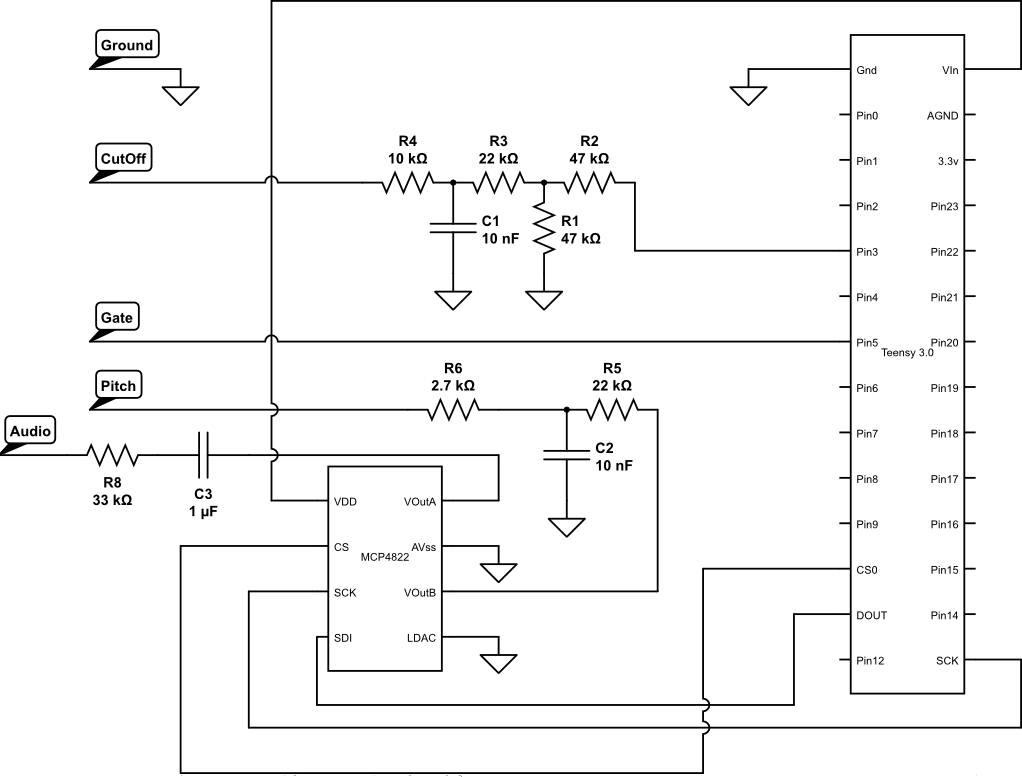 Ground
CutOff
R4
10 kΩ
R3
22 kΩ
R2
47 kΩ
C1
10 nF
R1
47 kΩ
Gate
Pitch
R6
2.7 kΩ
R5
22 kΩ
C2
10 nF
Audio
R8
33 kΩ
C3
1 µF
VDD
CS
SCK
SDI
MCP4822
VOutA
AVss
VOutB
LDAC
Gnd
Pin0
Pin1
Pin2
Pin3
Pin4
Pin5
Pin6
Pin7
Pin8
Pin9
CS0
DOUT
Pin12
Teensy 3.0
VIn
AGND
3.3v
Pin23
Pin22
Pin21
Pin20
Pin19
Pin18
Pin17
Pin16
Pin15
Pin14
SCK